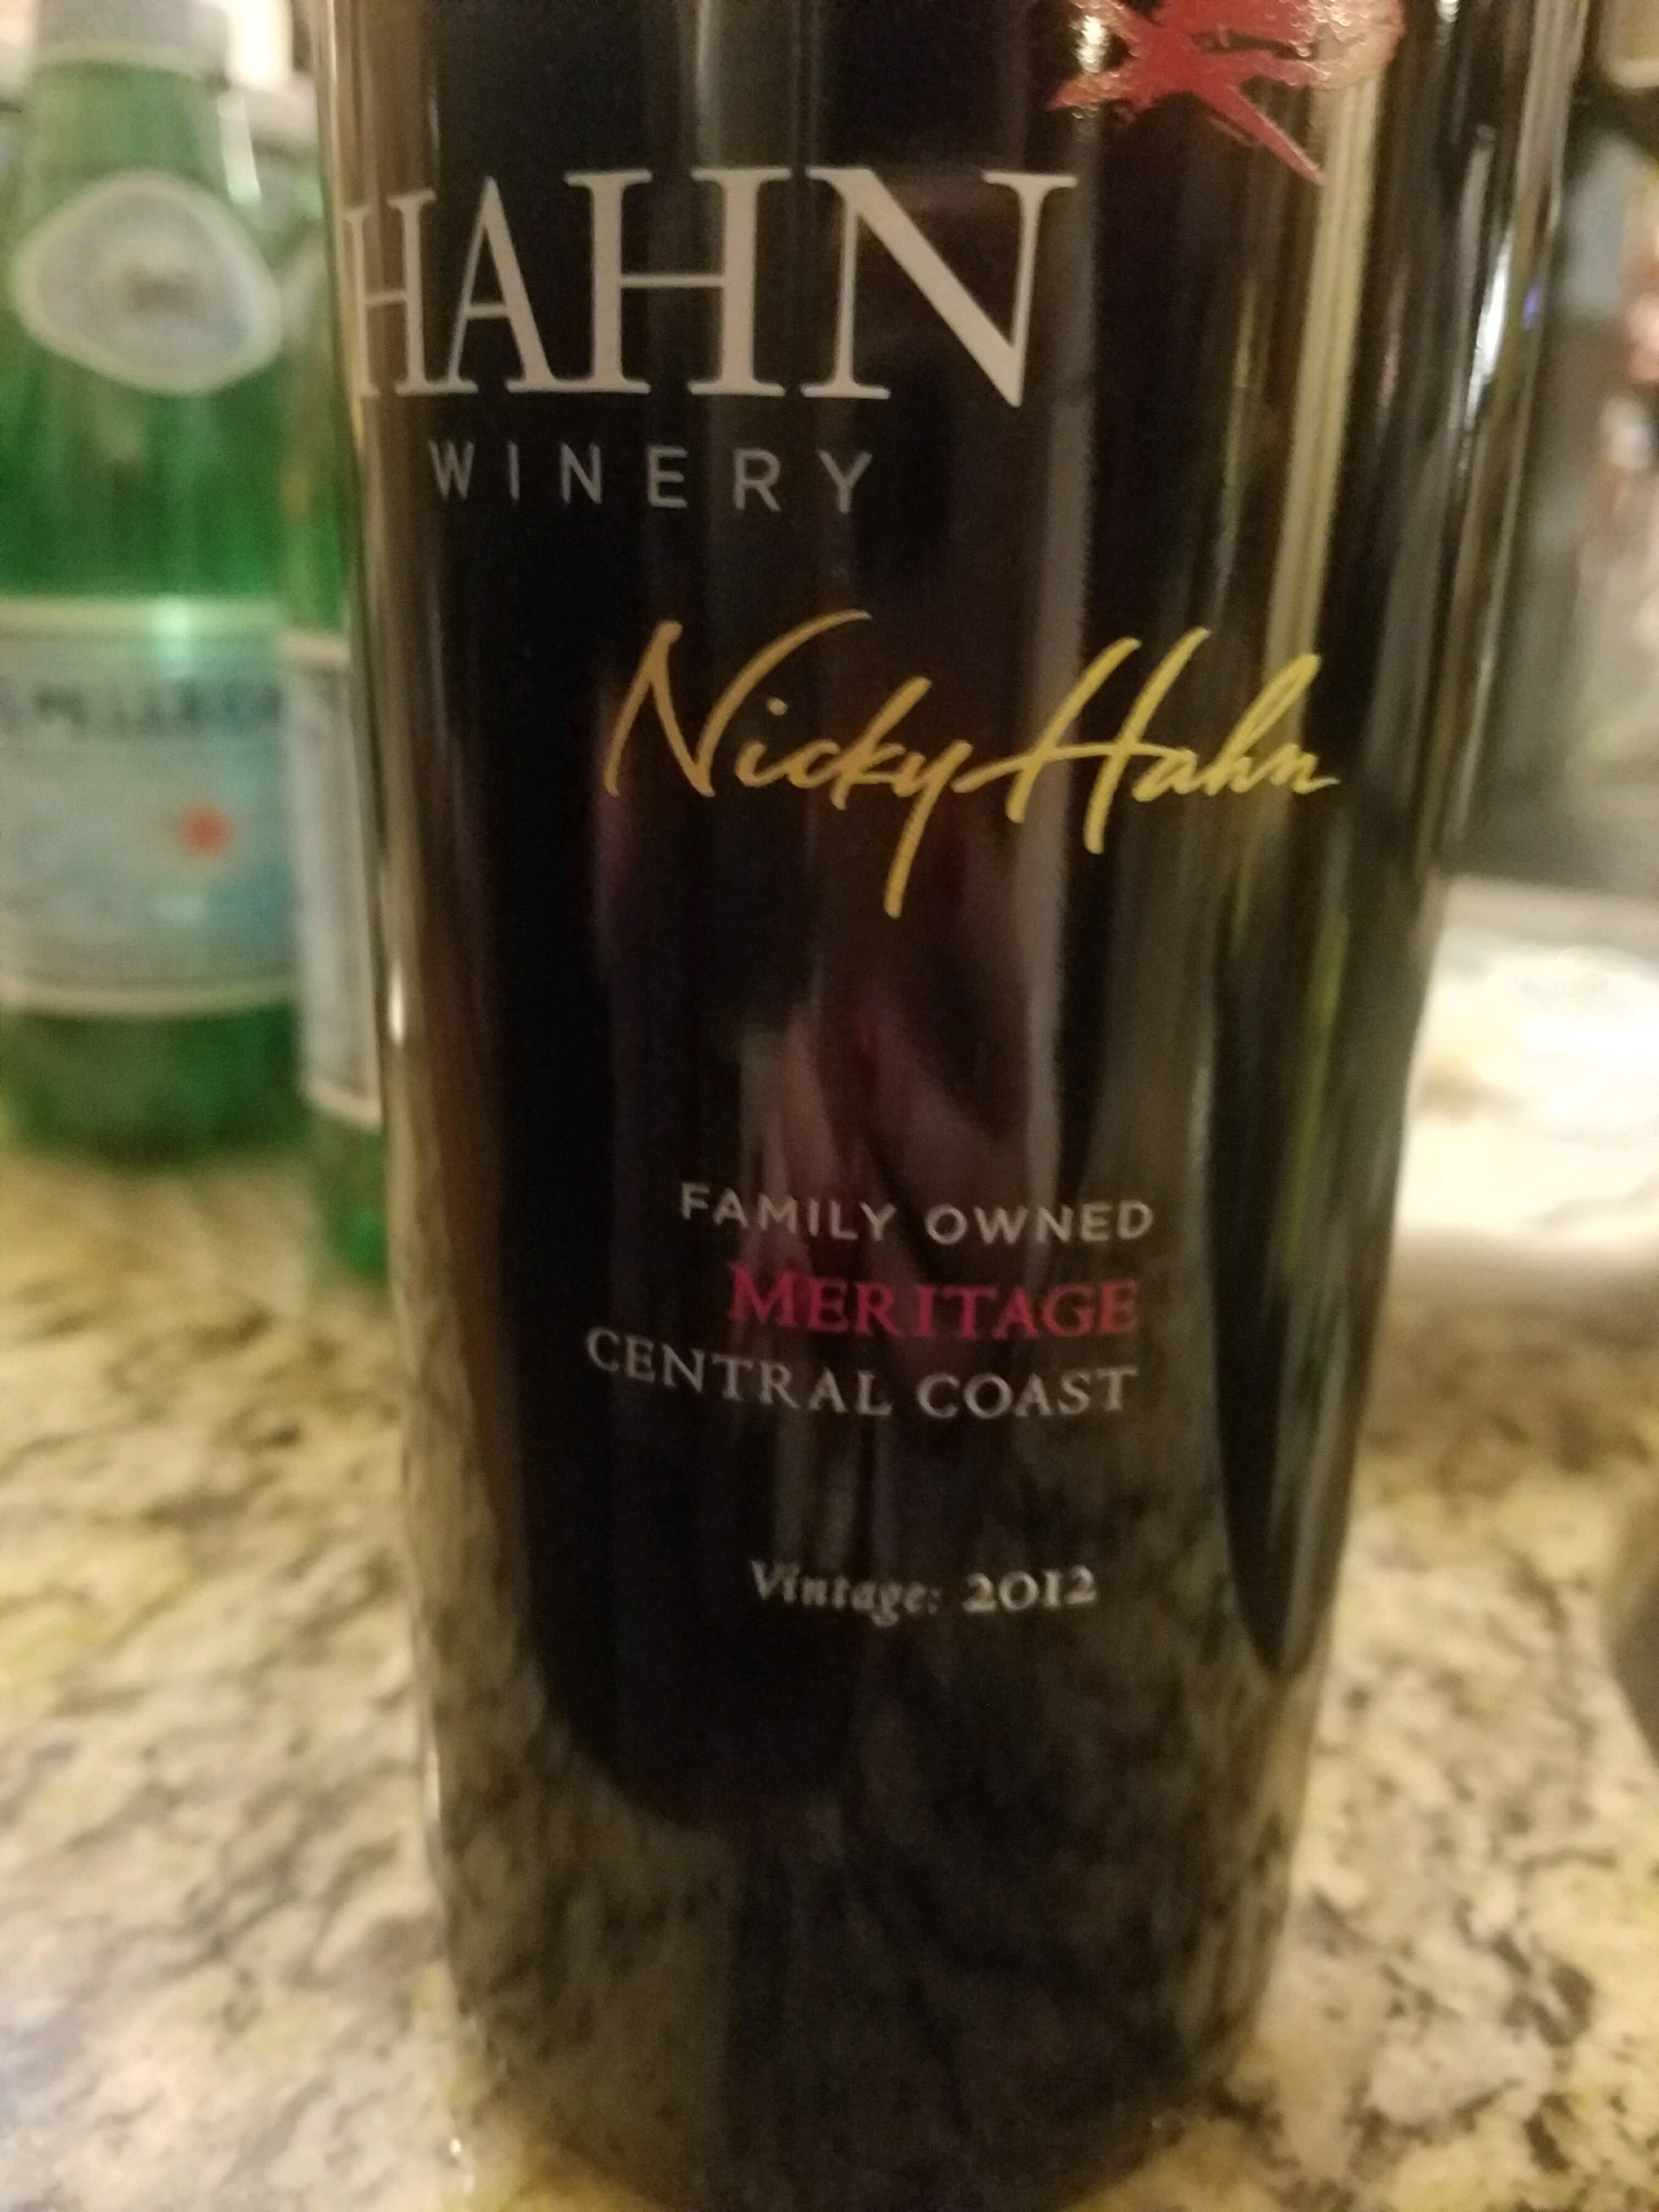 HAHN
WINERY
Nicky Hahn
FAMILY OWNED
MERITAGE
CENTRAL COAST
Vintage: 2012